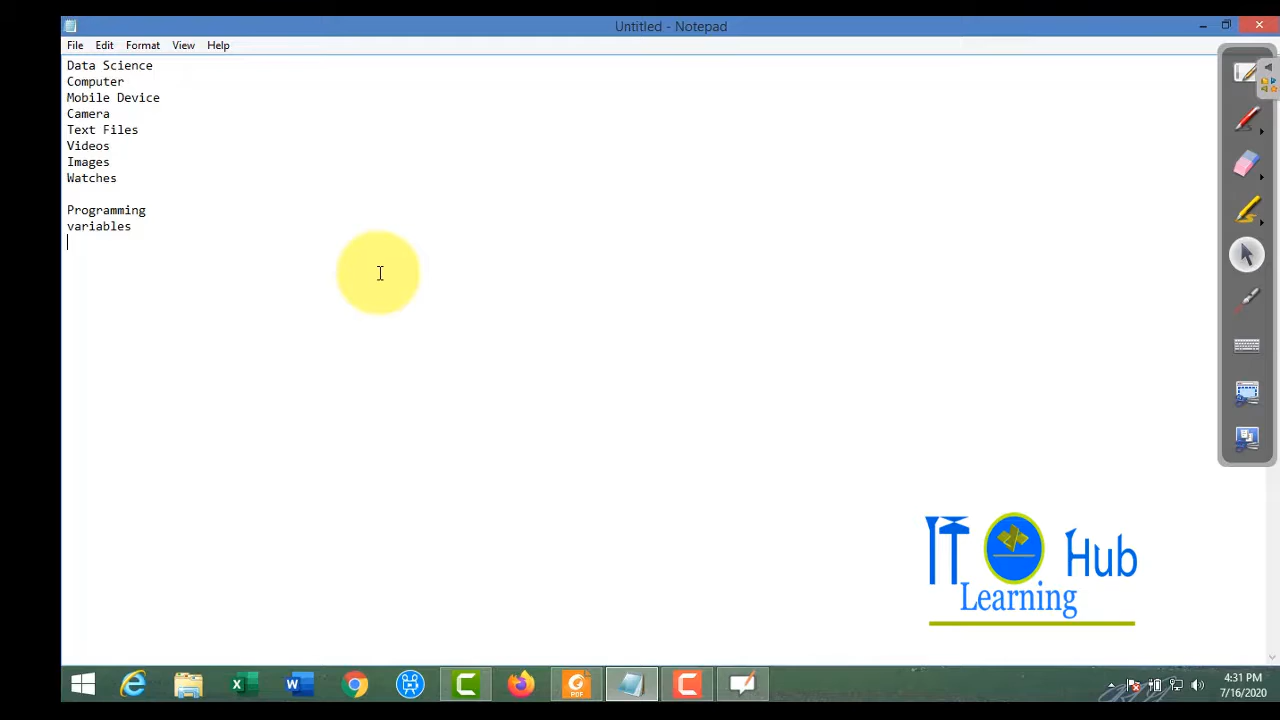 Untitled - Notepad
File Edit Format View Help
Data Science
Computer
Mobile Device
Camera
Text Files
Videos
Images
Watches
Programming
variables
IT Hub
Learning
PDF
4:31 PM
7/16/2020